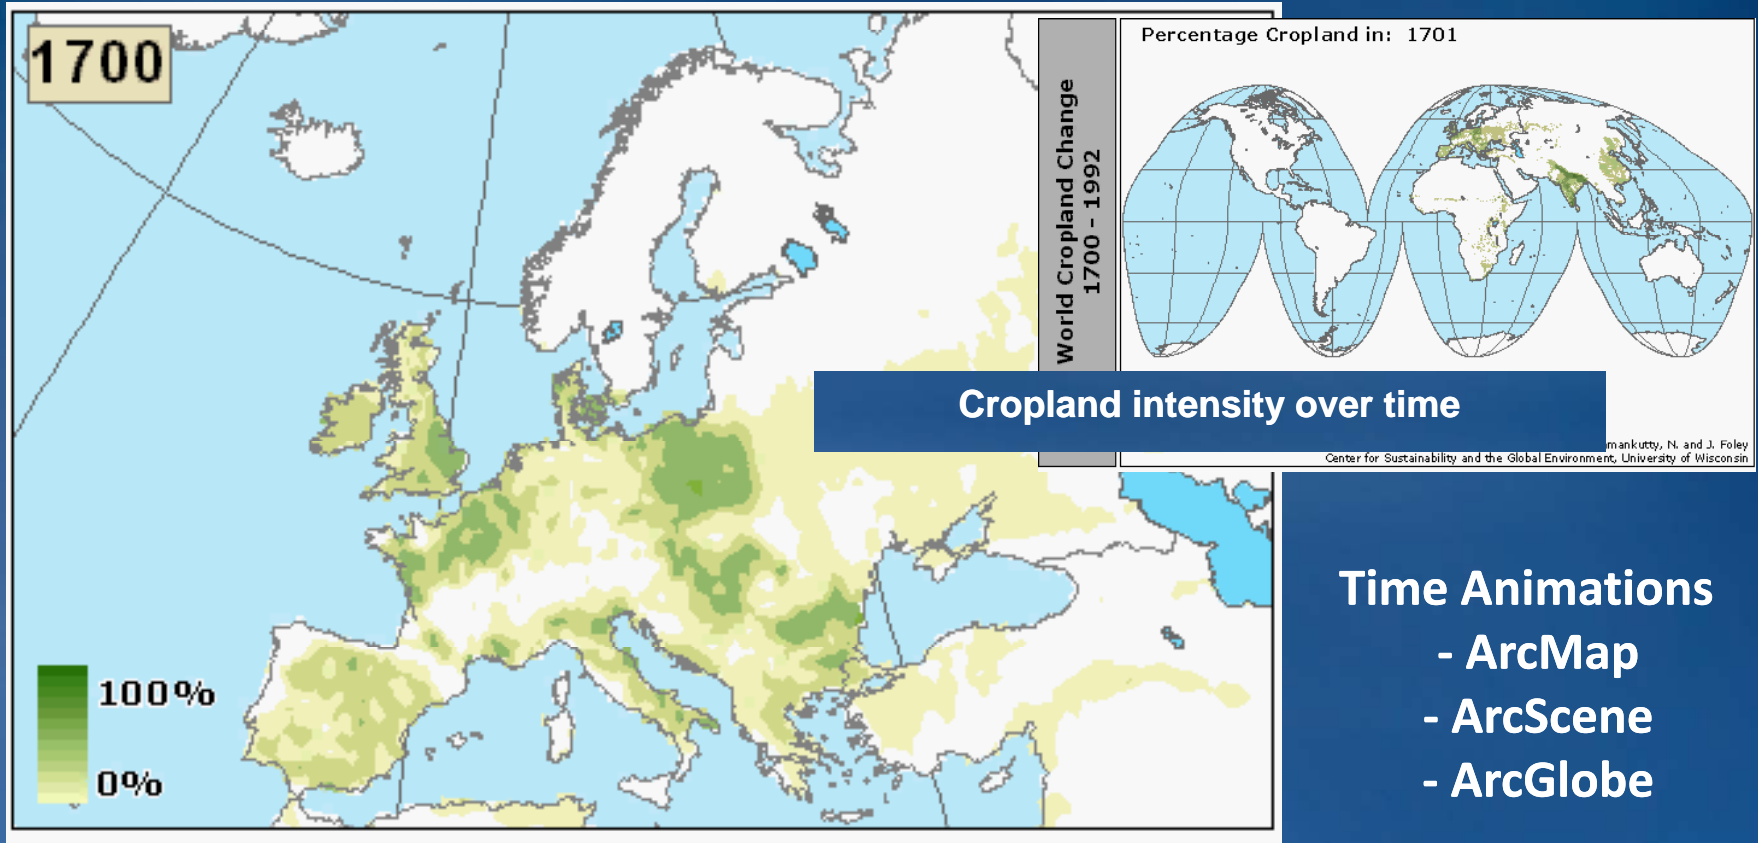 1700
100%
0%
World Cropland Change
1700 - 1992
Percentage Cropland in: 1701
Cropland intensity over time
N. and J. Foley
Center for Sustainability and the Global Environment, University of Wisconsin
Time Animations
- ArcMap
- ArcScene
- ArcGlobe